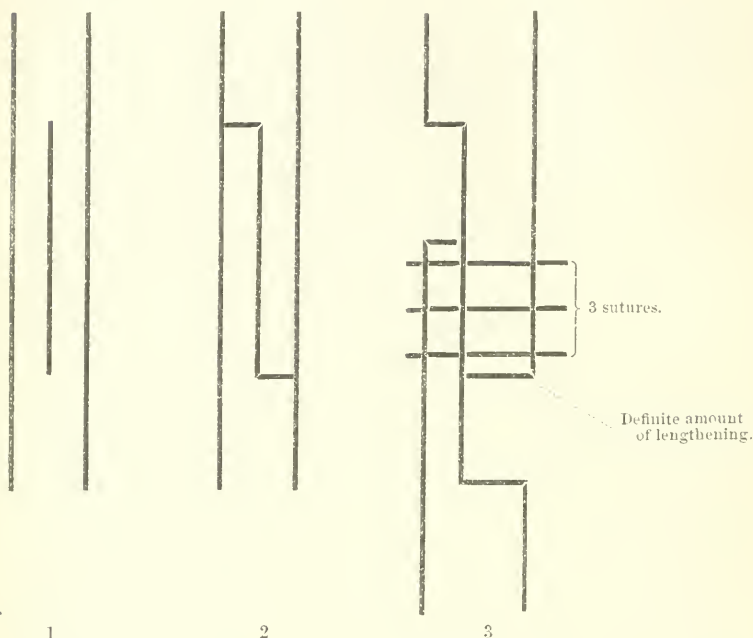 3 sutures.
Definite amount
of lengthening.
1 2 3